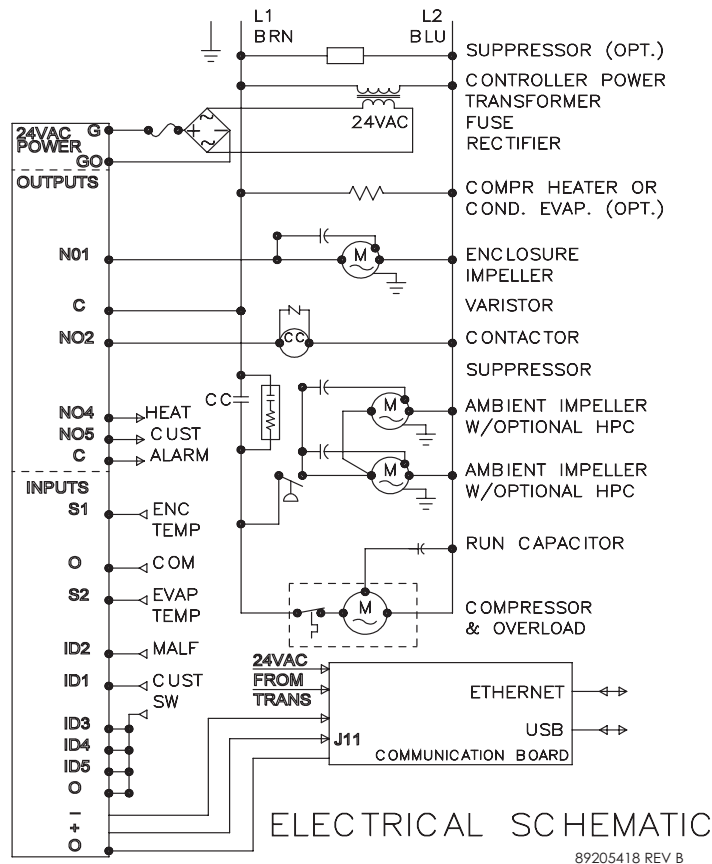 L1
BRN
L2
BLU
SUPPRESSOR (OPT.)
CONTROLLER POWER
TRANSFORMER
FUSE
RECTIFIER
24VAC
24VAC
POWER
G
GO
OUTPUTS
COMPR HEATER OR
COND. EVAP. (OPT.)
N01
M
ENCLOSURE
IMPELLER
C
VARISTOR
NO2
CC
CONTACTOR
SUPPRESSOR
CC
NO4
HEAT
NO5
CUST
C
ALARM
M
AMBIENT IMPELLER
W/OPTIONAL HPC
M
AMBIENT IMPELLER
W/OPTIONAL HPC
INPUTS
S1
ENC
TEMP
O
COM
RUN CAPACITOR
S2
EVAP
TEMP
M
COMPRESSOR
& OVERLOAD
ID2
MALF
ID1
CUST
SW
ID3
ID4
ID5
O
24VAC
FROM
TRANS
ETHERNET
USB
J11
COMMUNICATION BOARD
–
+
O
ELECTRICAL SCHEMATIC
89205418 REV B